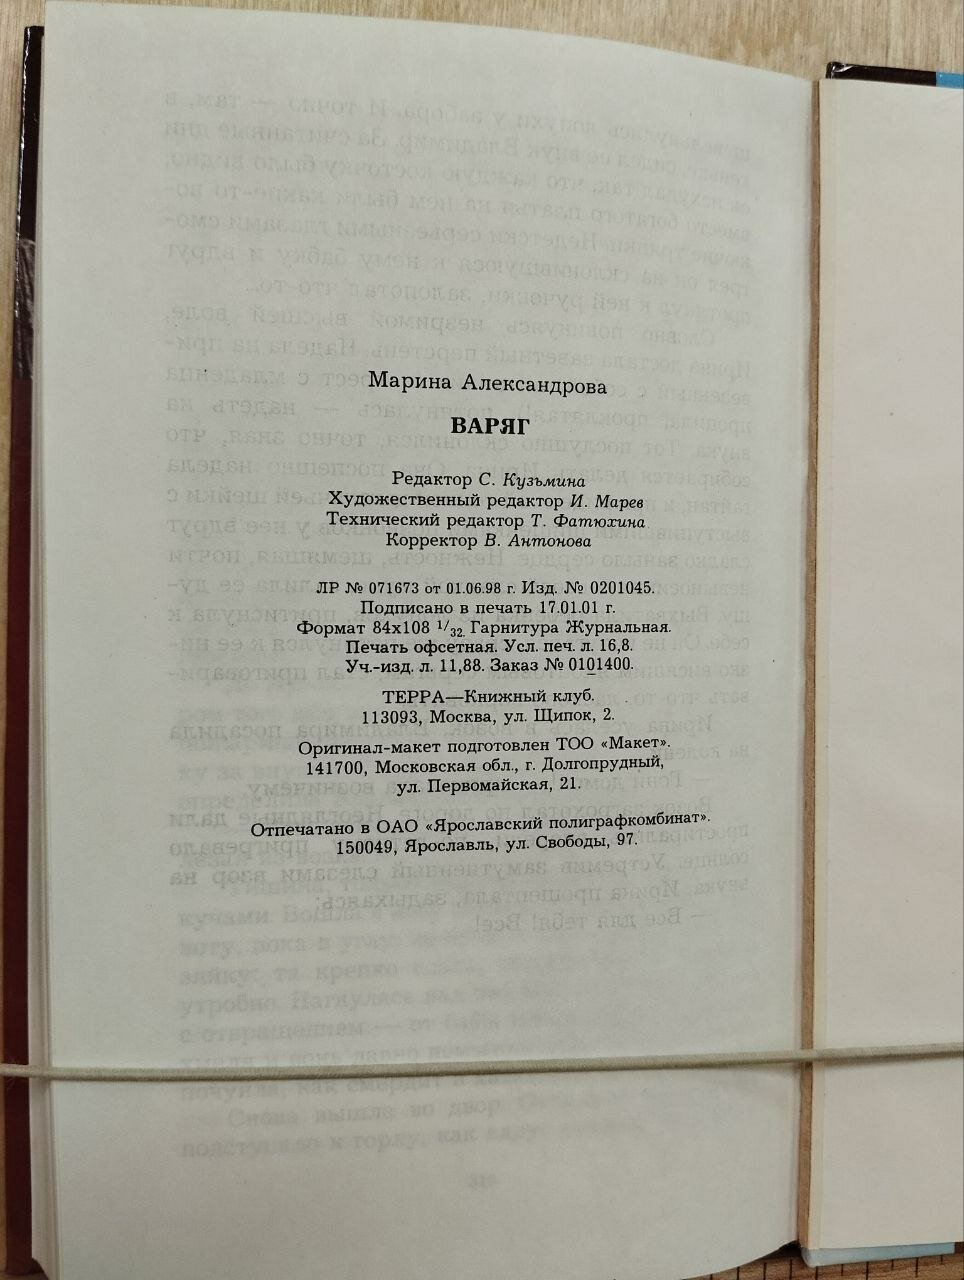 Марина Александрова
ВАРЯГ
Редактор С. Кузьмина
Художественный редактор И. Марев
Технический редактор Т. Фатюхина
Корректор В. Антонова
ЛР № 071673 от 01.06.98 г. Изд. № 0201045.
Подписано в печать 17.01.01 г.
Формат 84х108 1/32. Гарнитура Журнальная.
Печать офсетная. Усл. печ. л. 16,8.
Уч.-изд. л. 11,88. Заказ № 0101400.
ТЕРРА—Книжный клуб.
113093, Москва, ул. Щипок, 2.
Оригинал-макет подготовлен ТОО «Макет».
141700, Московская обл., г. Долгопрудный,
ул. Первомайская, 21.
Отпечатано в ОАО «Ярославский полиграфкомбинат».
150049, Ярославль, ул. Свободы, 97.